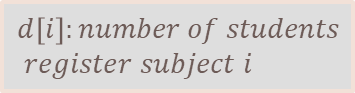 d[i]: number of students
register subject i